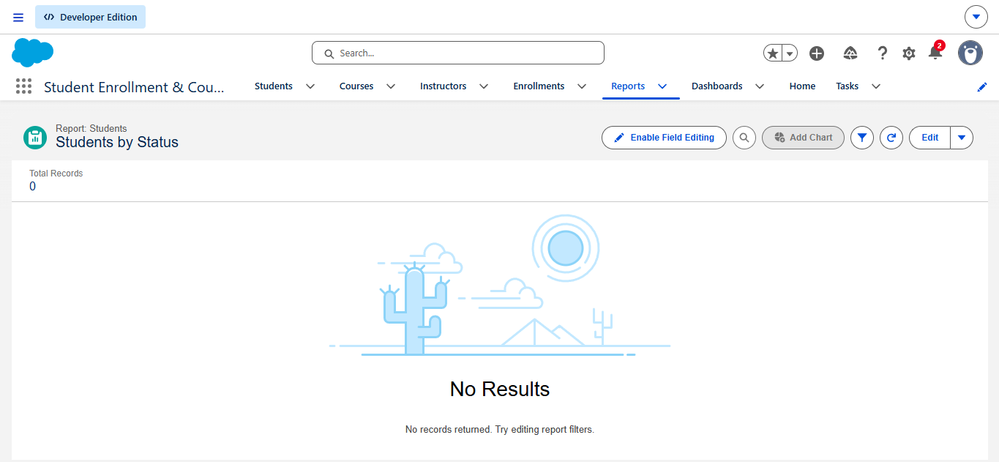 Developer Edition
Search...
2
Student Enrollment & Cou...
Students
Courses
Instructors
Enrollments
Reports
Dashboards
Home
Tasks
Report: Students
Students by Status
Enable Field Editing
Add Chart
Edit
Total Records
0
No Results
No records returned. Try editing report filters.